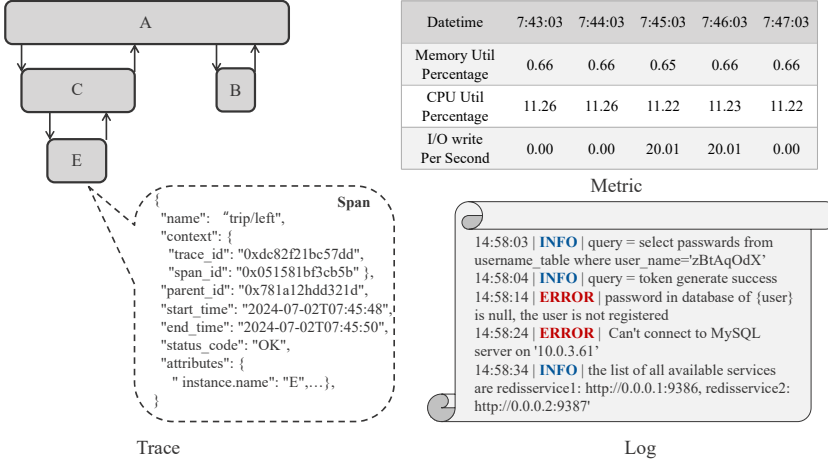 A
C
B
E
{
Span
"name": “trip/left",
"context": {
"trace_id": "0xdc82f21bc57dd",
"span_id": "0x051581bf3cb5b" },
"parent_id": "0x781a12hdd321d",
"start_time": "2024-07-02T07:45:48",
"end_time": "2024-07-02T07:45:50",
"status_code": "OK",
"attributes": {
" instance.name": "E",…},
}
Trace
Datetime 7:43:03 7:44:03 7:45:03 7:46:03 7:47:03
Memory Util
Percentage
0.66 0.66 0.65 0.66 0.66
CPU Util
Percentage
11.26 11.26 11.22 11.23 11.22
I/O write
Per Second
0.00 0.00 20.01 20.01 0.00
Metric
14:58:03 | INFO | query = select passwards from
username_table where user_name='zBtAqOdX’
14:58:04 | INFO | query = token generate success
14:58:14 | ERROR | password in database of {user}
is null, the user is not registered
14:58:24 | ERROR | Can't connect to MySQL
server on '10.0.3.61’
14:58:34 | INFO | the list of all available services
are redisservice1: http://0.0.0.1:9386, redisservice2:
http://0.0.0.2:9387'
Log